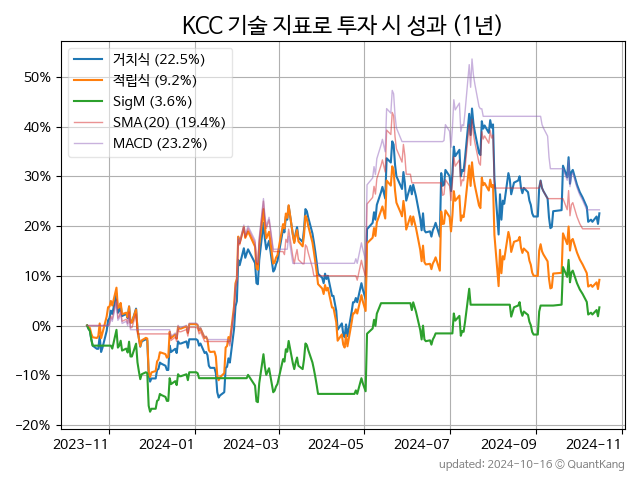 KCC 기술 지표로 투자 시 성과 (1년)
거치식 (22.5%)
적립식 (9.2%)
SigM (3.6%)
SMA(20) (19.4%)
MACD (23.2%)
50%
40%
30%
20%
10%
0%
−10%
−20%
2023-11 2024-01 2024-03 2024-05 2024-07 2024-09 2024-11
updated: 2024-10-16 © QuantKang